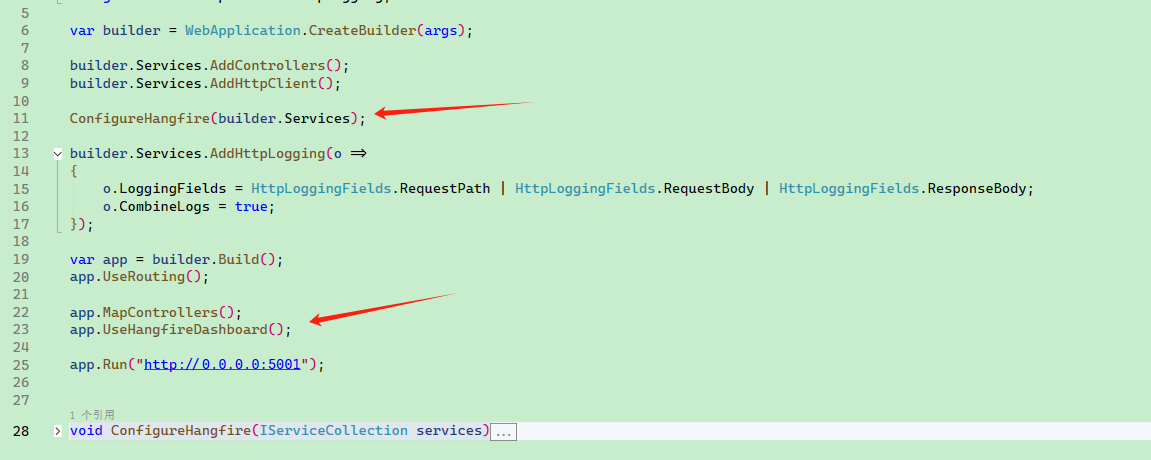 5
6 var builder = WebApplication.CreateBuilder(args);
7
8 builder.Services.AddControllers();
9 builder.Services.AddHttpClient();
10
11 ConfigureHangfire(builder.Services);
12
13 builder.Services.AddHttpLogging(o =>
14 {
15 o.LoggingFields = HttpLoggingFields.RequestPath | HttpLoggingFields.RequestBody | HttpLoggingFields.ResponseBody;
16 o.CombineLogs = true;
17 });
18
19 var app = builder.Build();
20 app.UseRouting();
21
22 app.MapControllers();
23 app.UseHangfireDashboard();
24
25 app.Run("http://0.0.0.0:5001");
26
27
1 个引用
28 void ConfigureHangfire(IServiceCollection services)...